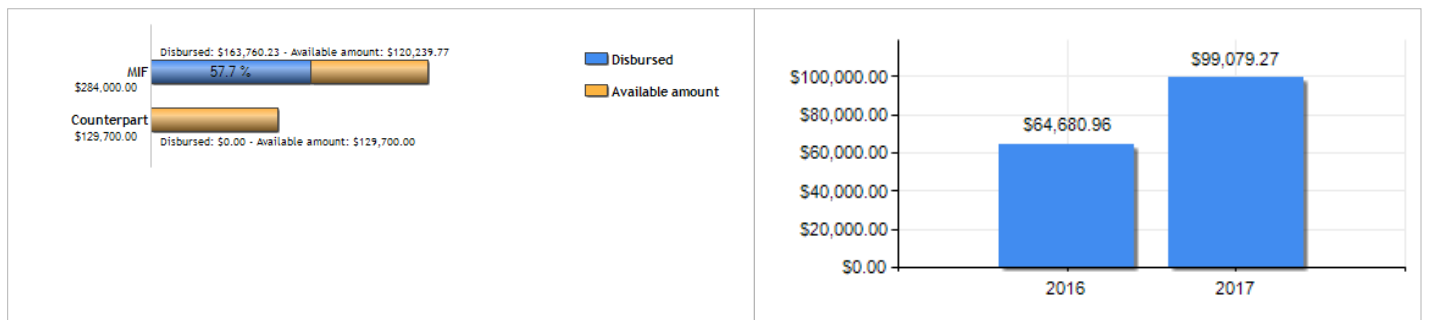 Disbursed: $163,760.23 - Available amount: $120,239.77
MIF
57.7 %
$284,000.00
Counterpart
$129,700.00
Disbursed: $0.00 - Available amount: $129,700.00
Disbursed
Available amount
$99,079.27
$100,000.00
$80,000.00
$64,680.96
$60,000.00
$40,000.00
$20,000.00
$0.00
2016
2017